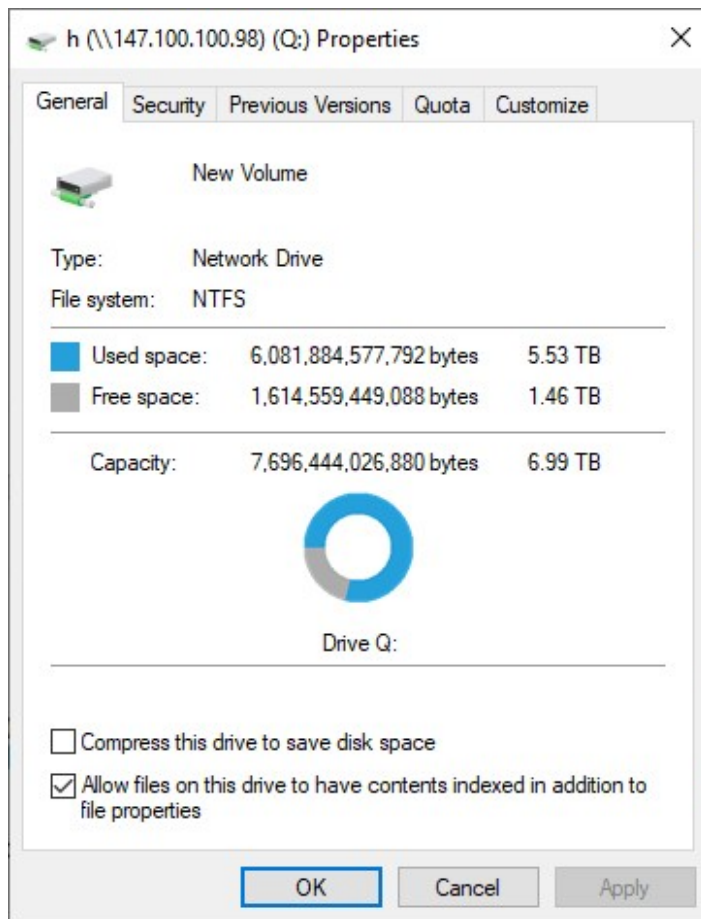 h (\\147.100.100.98) (Q:) Properties
General Security Previous Versions Quota Customize
New Volume
Type: Network Drive
File system: NTFS
Used space: 6,081,884,577,792 bytes 5.53 TB
Free space: 1,614,559,449,088 bytes 1.46 TB
Capacity: 7,696,444,026,880 bytes 6.99 TB
Drive Q:
Compress this drive to save disk space
Allow files on this drive to have contents indexed in addition to
file properties
OK Cancel Apply